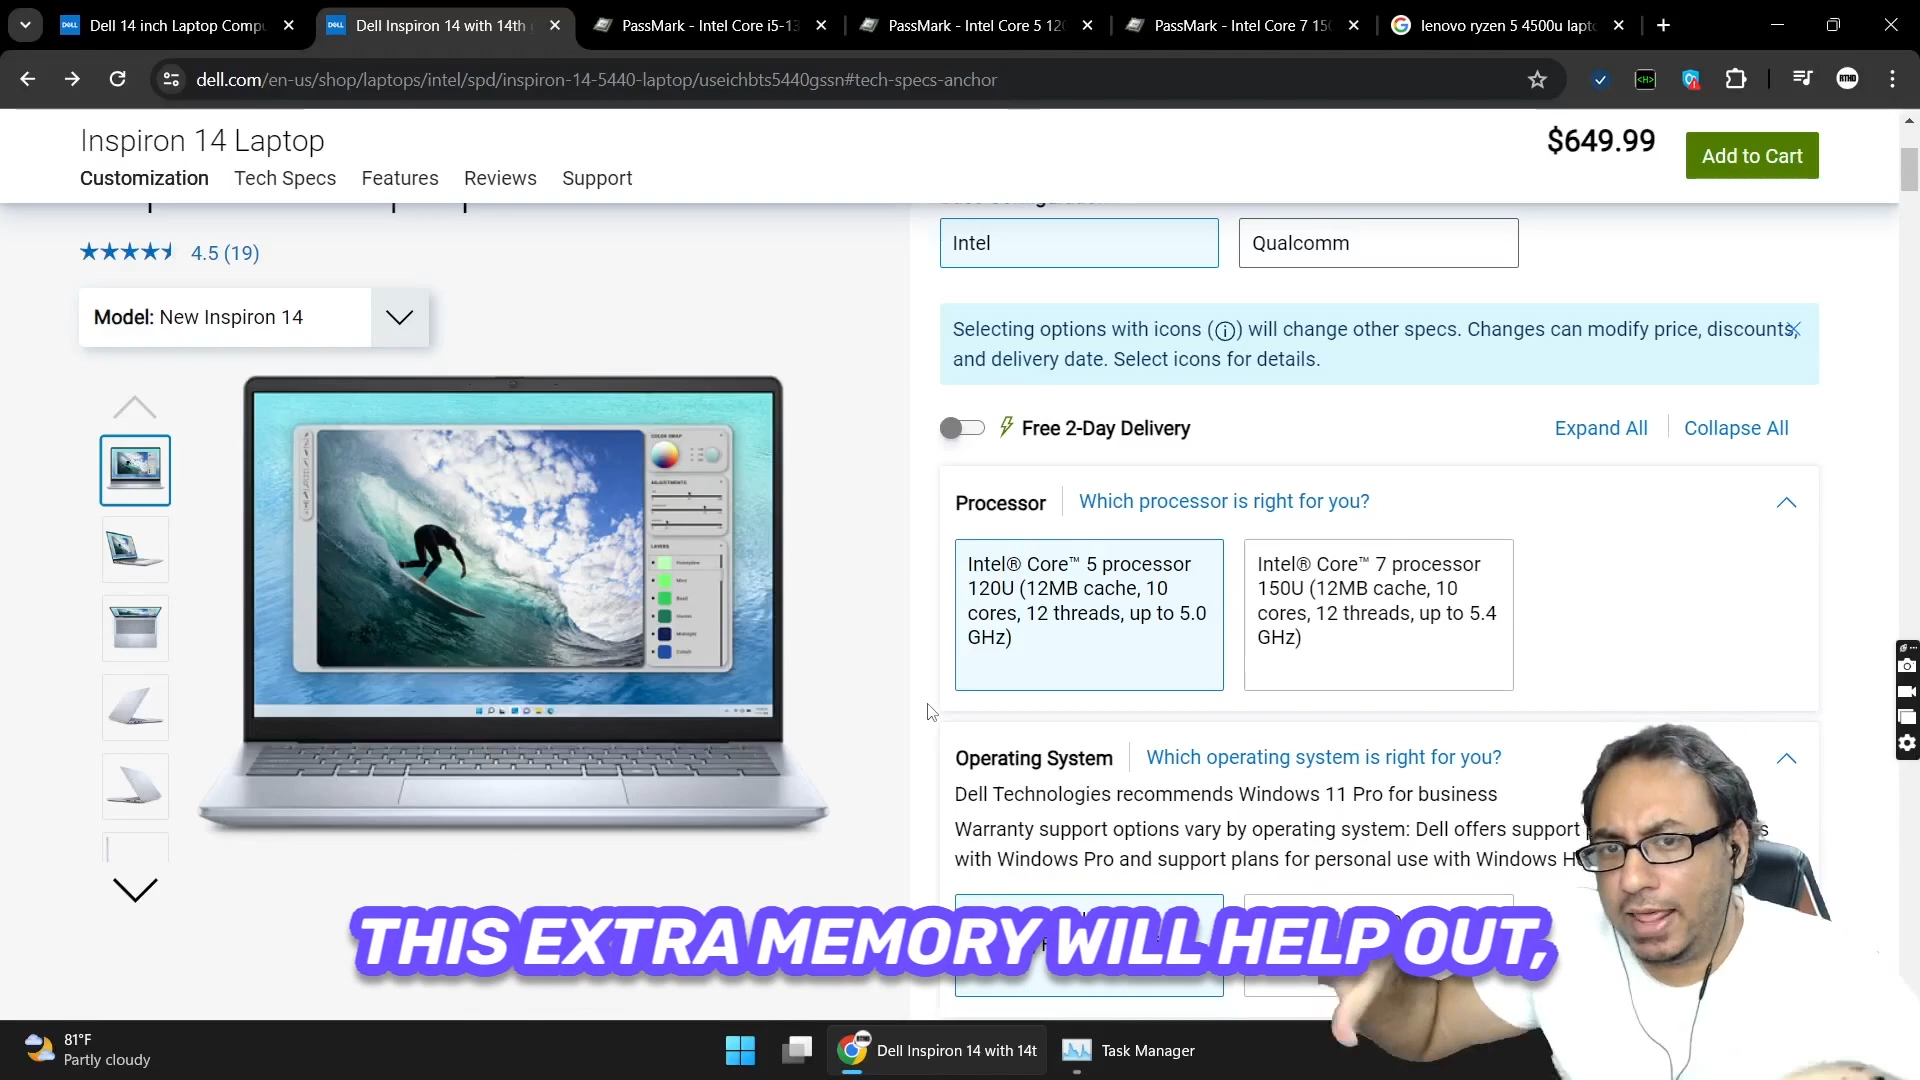 Dell 14 inch Laptop Compu
Dell Inspiron 14 with 14th
PassMark - Intel Core i5-13
PassMark - Intel Core 5 120
PassMark - Intel Core 7 150
lenovo ryzen 5 4500u lapto
dell.com/en-us/shop/laptops/intel/spd/inspiron-14-5440-laptop/useichbts5440gssn#tech-specs-anchor
Inspiron 14 Laptop
$649.99
Add to Cart
Customization
Tech Specs
Features
Reviews
Support
4.5 (19)
Model: New Inspiron 14
Intel
Qualcomm
Selecting options with icons (ⓘ) will change other specs. Changes can modify price, discounts,
and delivery date. Select icons for details.
Free 2-Day Delivery
Expand All
Collapse All
Processor
Which processor is right for you?
Intel® Core™ 5 processor
120U (12MB cache, 10
cores, 12 threads, up to 5.0
GHz)
Intel® Core™ 7 processor
150U (12MB cache, 10
cores, 12 threads, up to 5.4
GHz)
Operating System
Which operating system is right for you?
Dell Technologies recommends Windows 11 Pro for business
Warranty support options vary by operating system: Dell offers support
with Windows Pro and support plans for personal use with Windows H
THIS EXTRA MEMORY WILL HELP OUT,
81°F
Partly cloudy
Dell Inspiron 14 with 14t
Task Manager